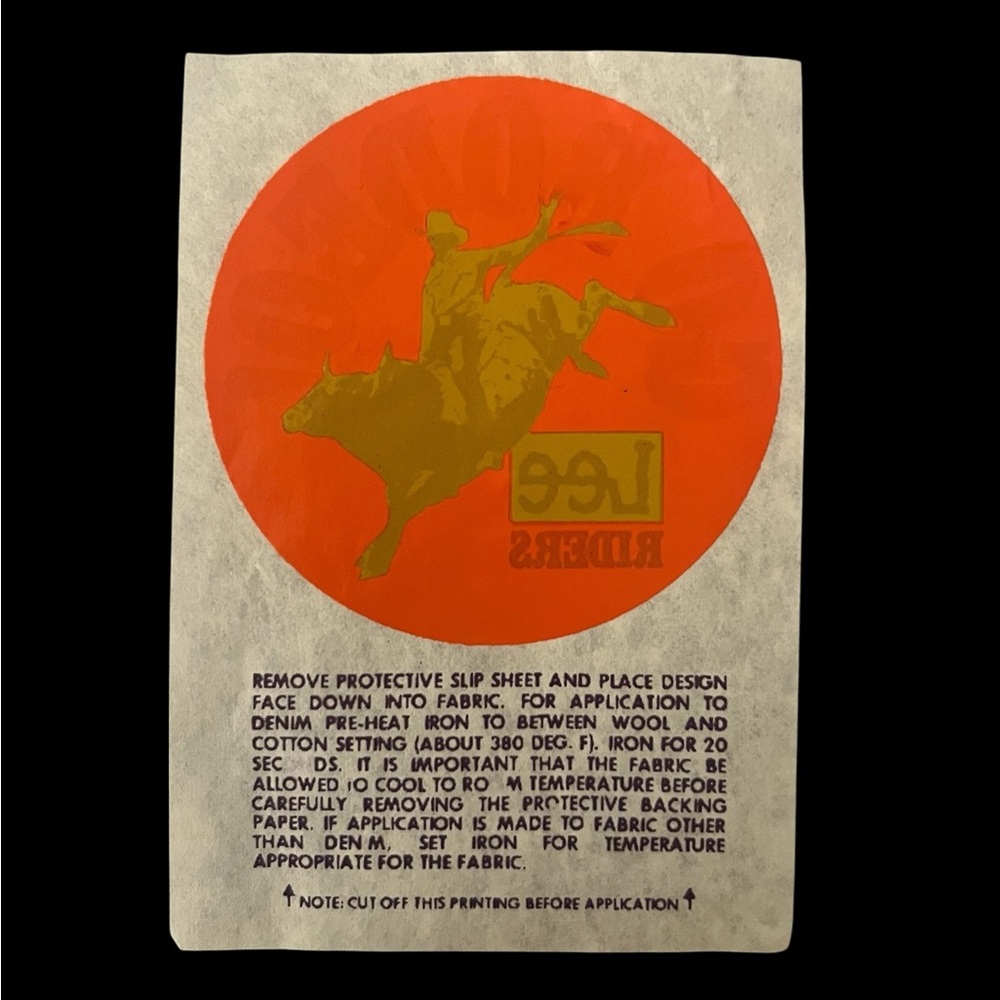 Lee
RIDERS
REMOVE PROTECTIVE SLIP SHEET AND PLACE DESIGN
FACE DOWN INTO FABRIC. FOR APPLICATION TO
DENIM PRE-HEAT IRON TO BETWEEN WOOL AND
COTTON SETTING (ABOUT 380 DEG. F). IRON FOR 20
SEC DS. IT IS IMPORTANT THAT THE FABRIC BE
ALLOWED TO COOL TO RO M TEMPERATURE BEFORE
CAREFULLY REMOVING THE PROTECTIVE BACKING
PAPER. IF APPLICATION IS MADE TO FABRIC OTHER
THAN DEN M, SET IRON FOR TEMPERATURE
APPROPRIATE FOR THE FABRIC.
↑ NOTE: CUT OFF THIS PRINTING BEFORE APPLICATION ↑